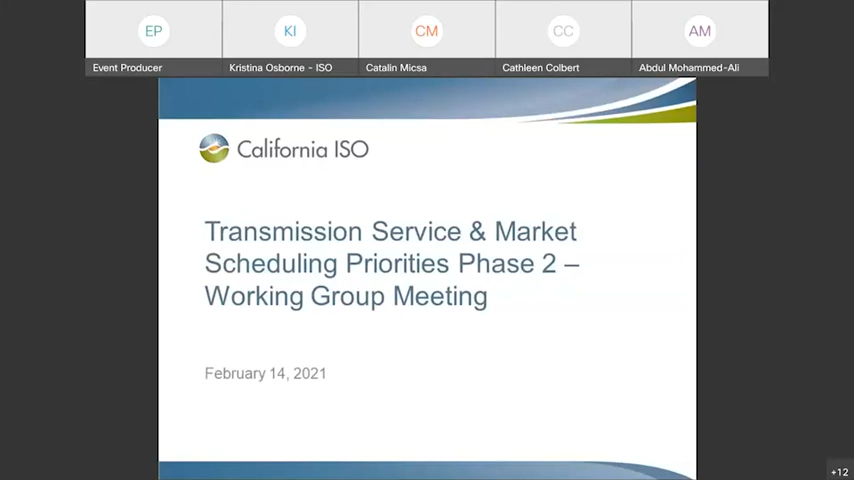 EP
KI
CM
CC
AM
Event Producer
Kristina Osborne - ISO
Catalin Micsa
Cathleen Colbert
Abdul Mohammed-Ali
California ISO
Transmission Service & Market
Scheduling Priorities Phase 2 –
Working Group Meeting
February 14, 2021
+12